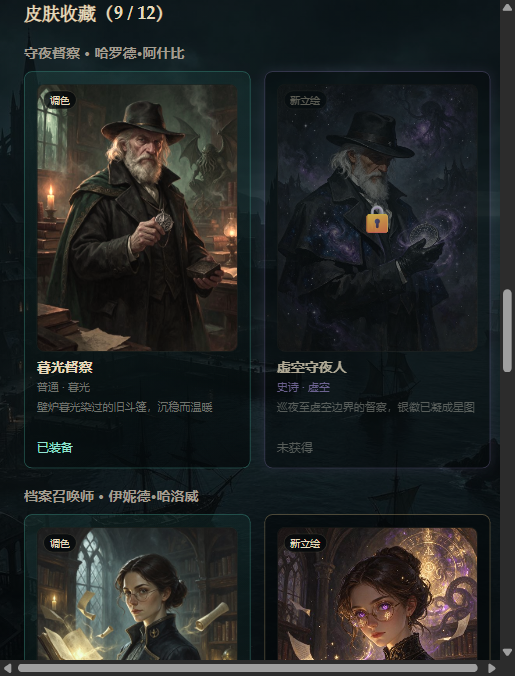 皮肤收藏（9 / 12）
守夜督察 • 哈罗德•阿什比
调色
新立绘
暮光督察
虚空守夜人
普通 · 暮光
史诗 · 虚空
壁炉暮光染过的旧斗篷，沉稳而温暖
巡夜至虚空边界的督察，银徽已凝成星图
已装备
未获得
档案召唤师 • 伊妮德•哈洛威
调色
新立绘